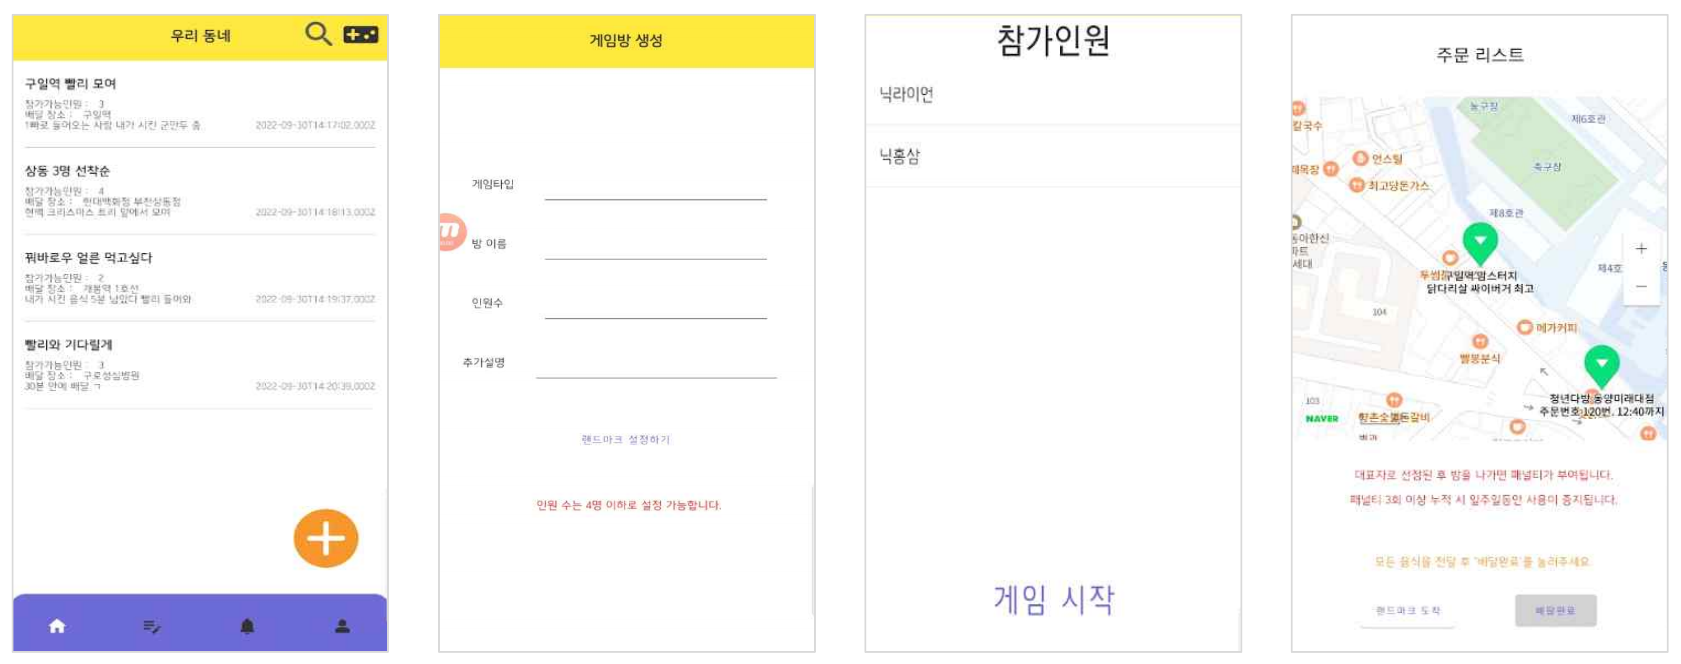 우리 동네
구일역 빨리 모여
참가가능인원 : 3
배달 장소 : 구일역
1빠로 들어오는 사람 내가 시킨 군만두 줌
2022-09-30T14:17:02.000Z
상동 3명 선착순
참가가능인원 : 4
배달 장소 : 현대백화점 부천상동점
현백 크리스마스 트리 앞에서 모여
2022-09-30T14:18:13.000Z
꿔바로우 얼른 먹고싶다
참가가능인원 : 2
배달 장소 : 개봉역 1호선
내가 시킨 음식 5분 남았다 빨리 들어와
2022-09-30T14:19:37.000Z
빨리와 기다릴게
참가가능인원 : 3
배달 장소 : 구로성심병원
30분 안에 배달 ㄱ
2022-09-30T14:20:39.000Z
게임방 생성
게임타입
방 이름
인원수
추가설명
랜드마크 설정하기
인원 수는 4명 이하로 설정 가능합니다.
참가인원
닉라이언
닉홍삼
게임 시작
주문 리스트
농구장
제6호관
칼국수
언스틸
축구장
최고당돈가스
제8호관
동아한신
파트
세대
제4호
구일역 맘스터치
닭다리살 싸이버거 최고
104
메가커피
빨봉분식
103
청년다방 동양미래대점
주문번호 120번. 12:40까지
NAVER
대표자로 선정된 후 방을 나가면 패널티가 부여됩니다.
패널티 3회 이상 누적 시 일주일동안 사용이 중지됩니다.
모든 음식을 전달 후 "배달완료"를 눌러주세요.
랜드마크 도착
배달완료